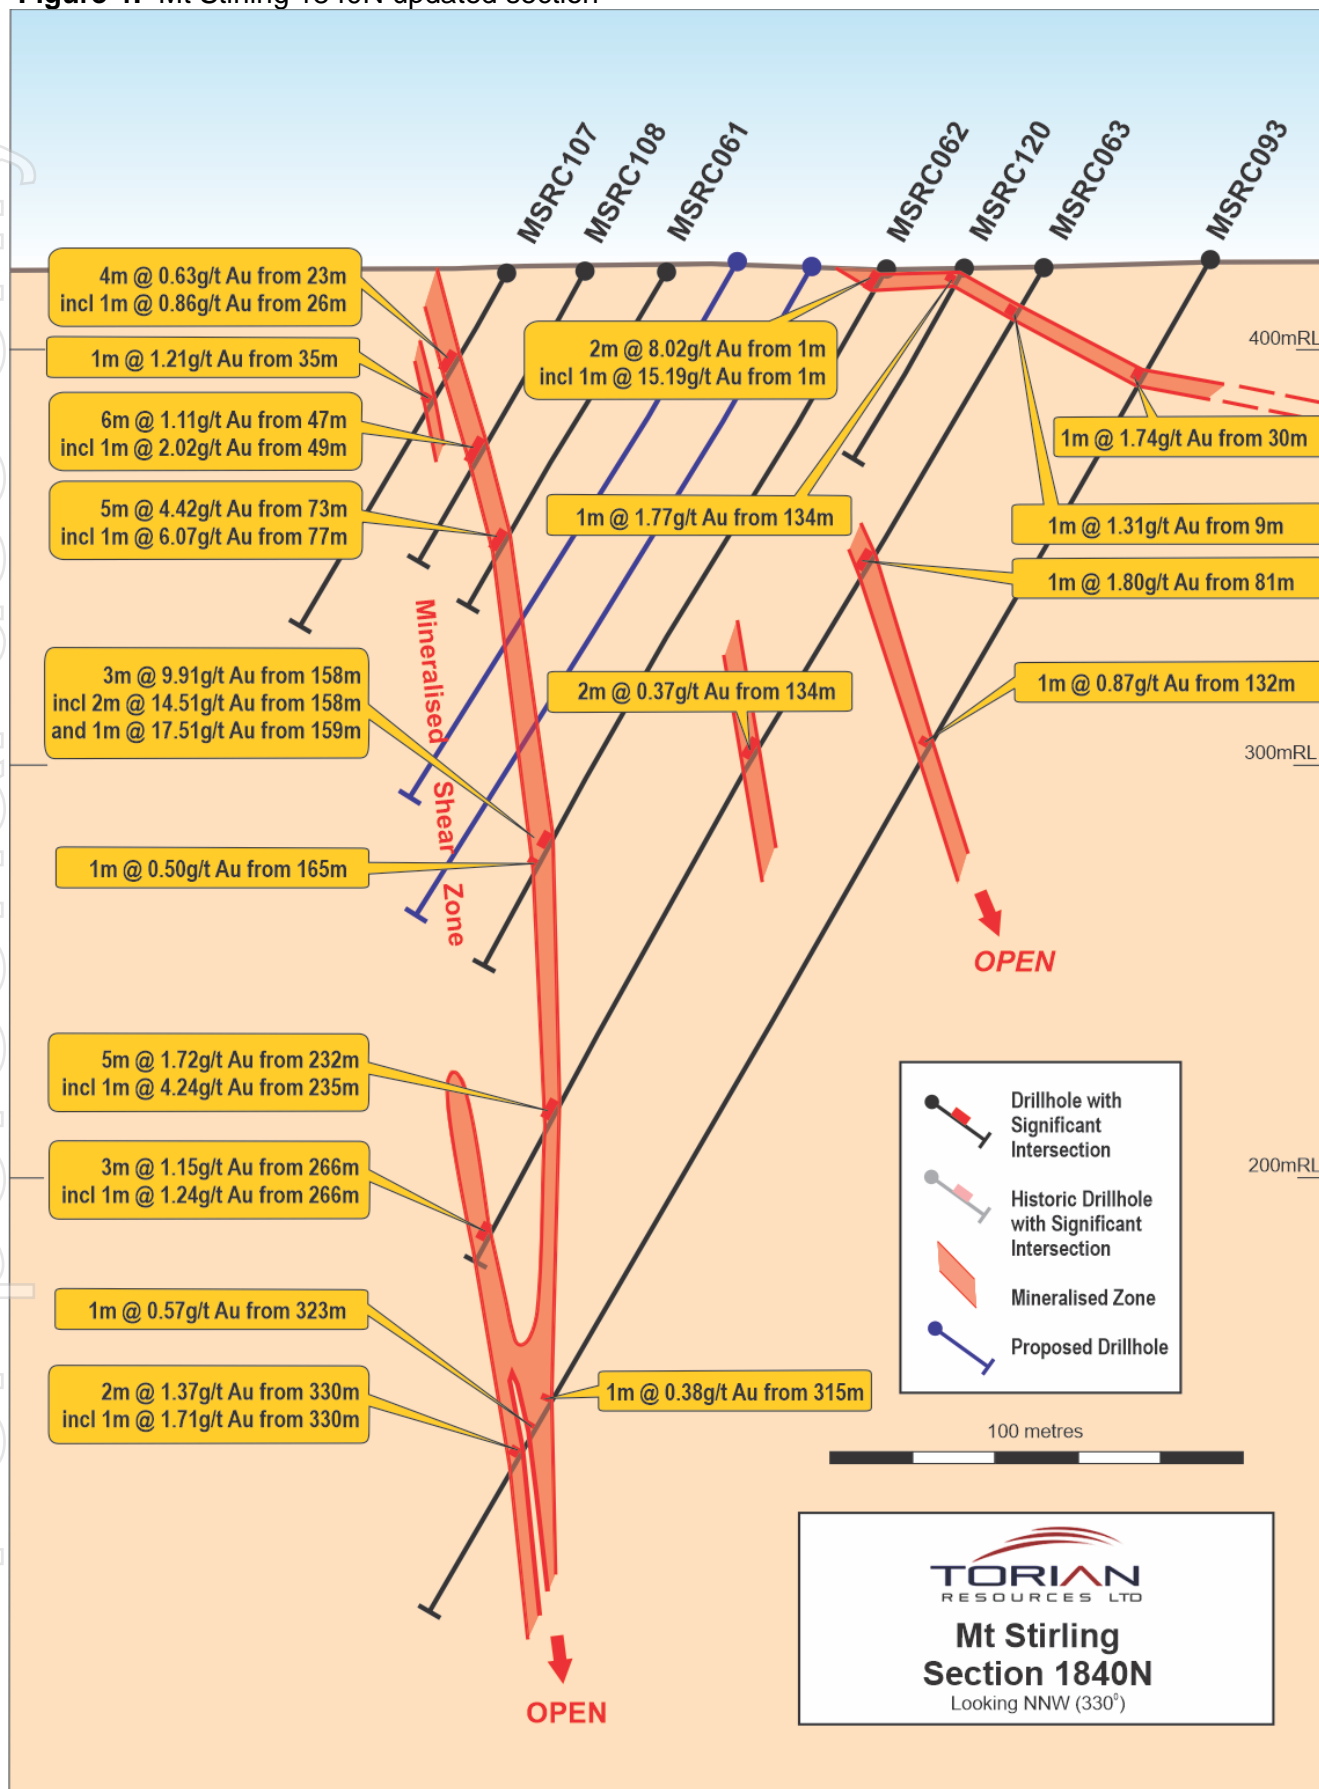 Figure 4: Mt Stirling 1840N updated section
MSRC107
MSRC108
MSRC061
MSRC062
MSRC120
MSRC063
MSRC093
4m @ 0.63g/t Au from 23m
incl 1m @ 0.86g/t Au from 26m
1m @ 1.21g/t Au from 35m
6m @ 1.11g/t Au from 47m
incl 1m @ 2.02g/t Au from 49m
5m @ 4.42g/t Au from 73m
incl 1m @ 6.07g/t Au from 77m
2m @ 8.02g/t Au from 1m
incl 1m @ 15.19g/t Au from 1m
400mRL
1m @ 1.74g/t Au from 30m
1m @ 1.77g/t Au from 134m
1m @ 1.31g/t Au from 9m
1m @ 1.80g/t Au from 81m
Mineralised Shear Zone
3m @ 9.91g/t Au from 158m
incl 2m @ 14.51g/t Au from 158m
and 1m @ 17.51g/t Au from 159m
2m @ 0.37g/t Au from 134m
1m @ 0.87g/t Au from 132m
300mRL
1m @ 0.50g/t Au from 165m
OPEN
5m @ 1.72g/t Au from 232m
incl 1m @ 4.24g/t Au from 235m
3m @ 1.15g/t Au from 266m
incl 1m @ 1.24g/t Au from 266m
200mRL
1m @ 0.57g/t Au from 323m
2m @ 1.37g/t Au from 330m
incl 1m @ 1.71g/t Au from 330m
1m @ 0.38g/t Au from 315m
OPEN
Drillhole with
Significant
Intersection
Historic Drillhole
with Significant
Intersection
Mineralised Zone
Proposed Drillhole
100 metres
TORIAN
RESOURCES LTD
Mt Stirling
Section 1840N
Looking NNW (330⁰)